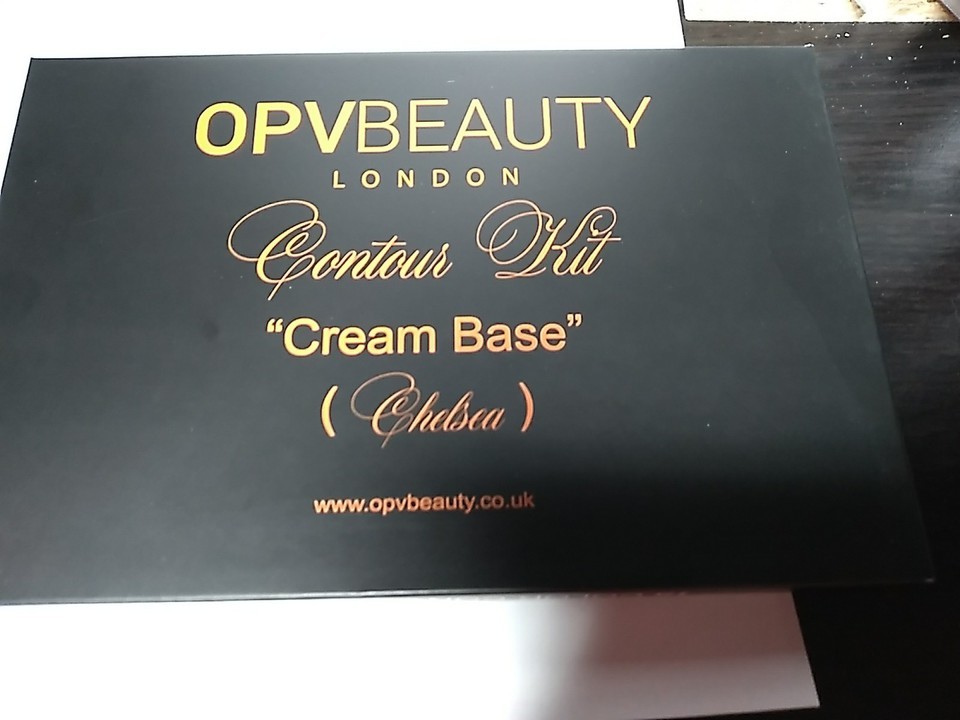 OPVBEAUTY
LONDON
Contour Kit
“Cream Base”
( Chelsea )
www.opvbeauty.co.uk